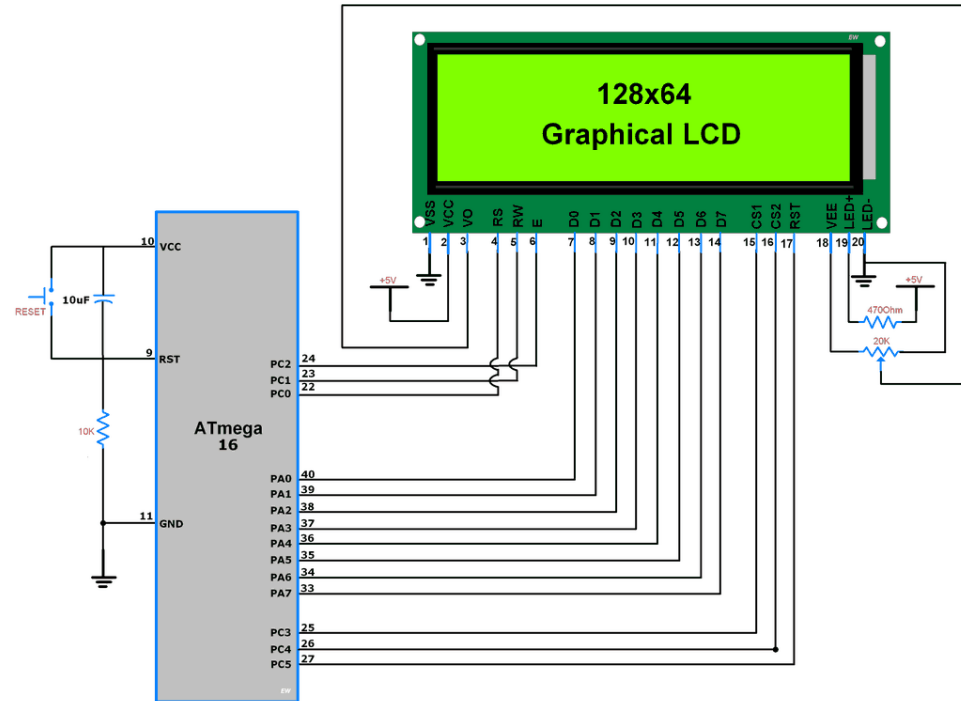 EW
128x64
Graphical LCD
VSS VCC VO RS RW E D0 D1 D2 D3 D4 D5 D6 D7 CS1 CS2 RST VEE LED+ LED-
1 2 3 4 5 6 7 8 9 10 11 12 13 14 15 16 17 18 19 20
+5V
+5V
470Ohm
20K
10 VCC
10uF
RESET
9 RST
10K
11 GND
ATmega
16
PC2 24
PC1 23
PC0 22
PA0 40
PA1 39
PA2 38
PA3 37
PA4 36
PA5 35
PA6 34
PA7 33
PC3 25
PC4 26
PC5 27
EW